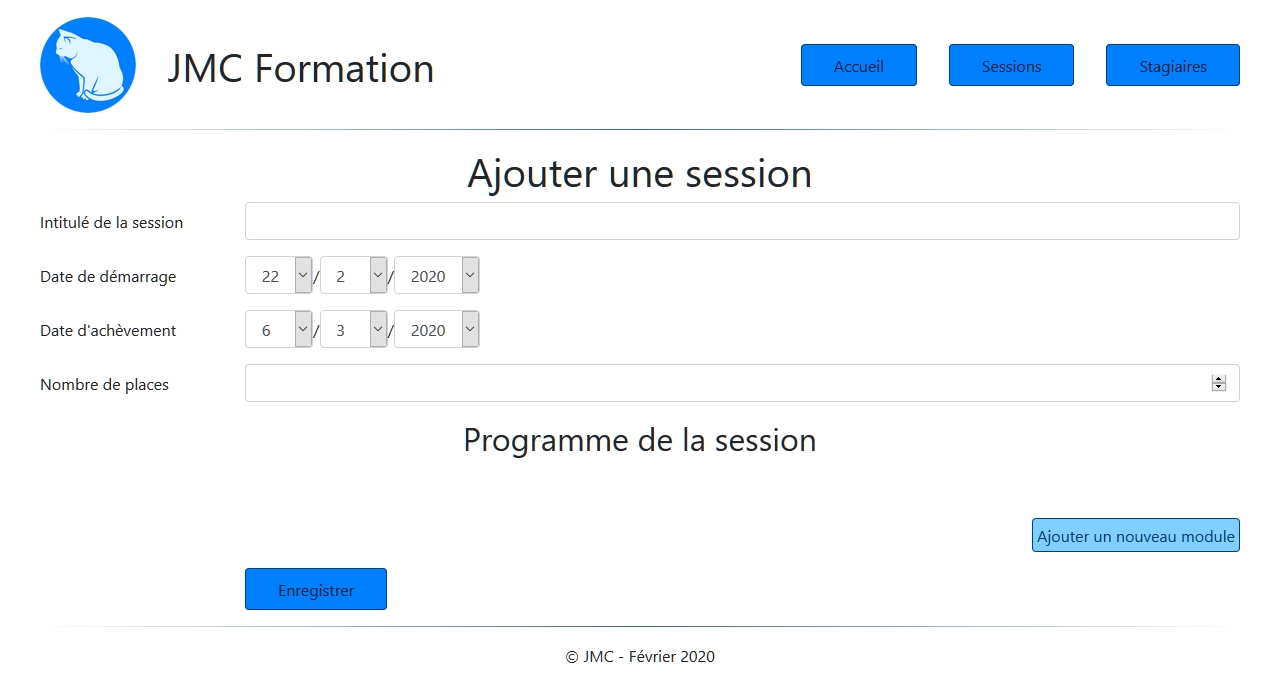 JMC Formation
Accueil
Sessions
Stagiaires
Ajouter une session
Intitulé de la session
Date de démarrage 22 / 2 / 2020
Date d'achèvement 6 / 3 / 2020
Nombre de places
Programme de la session
Ajouter un nouveau module
Enregistrer
© JMC - Février 2020